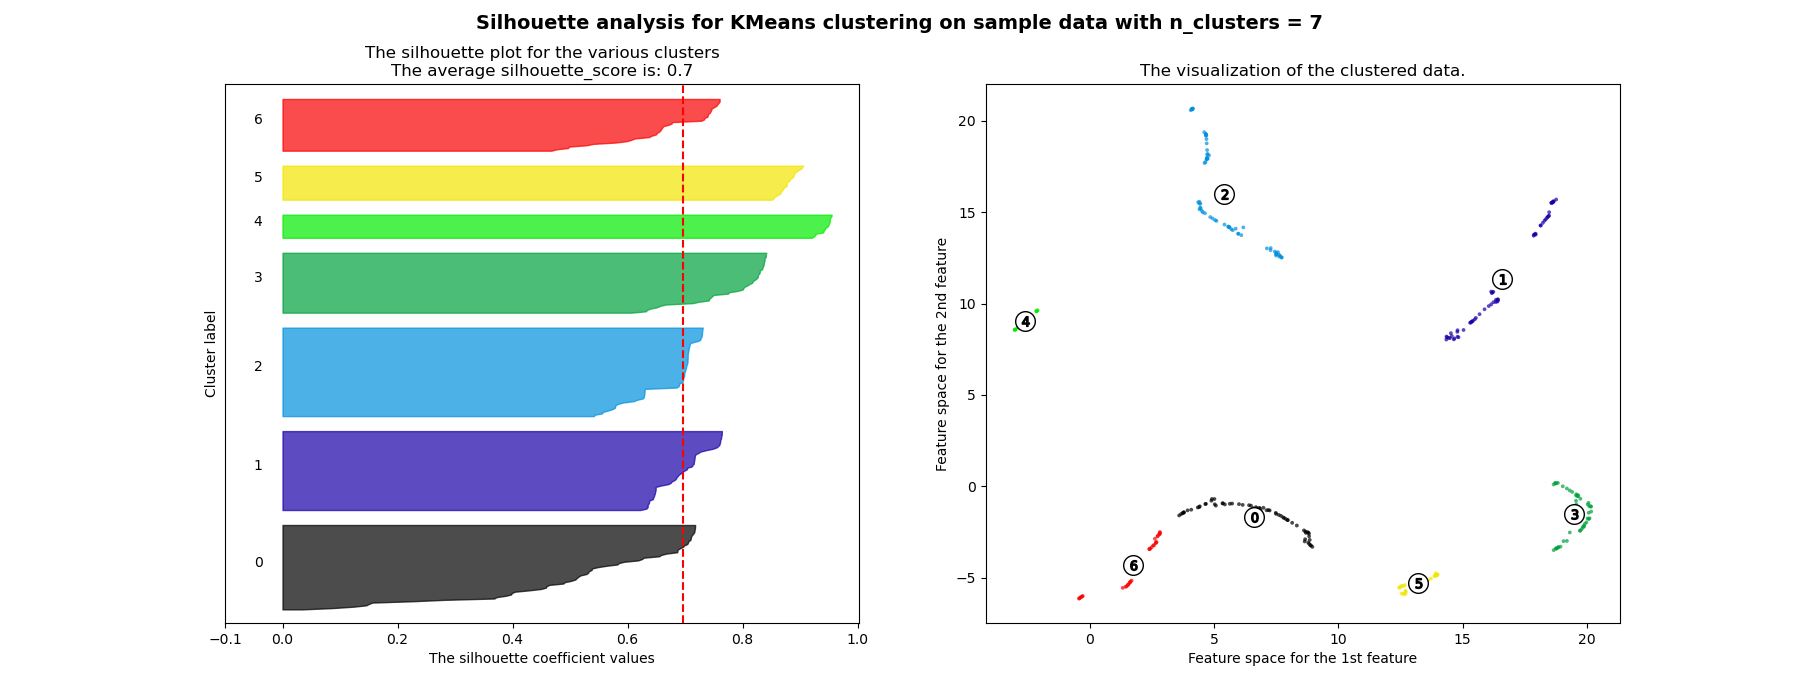 Silhouette analysis for KMeans clustering on sample data with n_clusters = 7
The silhouette plot for the various clusters
The average silhouette_score is: 0.7
6
5
4
3
2
1
0
Cluster label
−0.1 0.0 0.2 0.4 0.6 0.8 1.0
The silhouette coefficient values
The visualization of the clustered data.
20
15
10
5
0
−5
Feature space for the 2nd feature
2
1
4
0
3
6
5
0 5 10 15 20
Feature space for the 1st feature